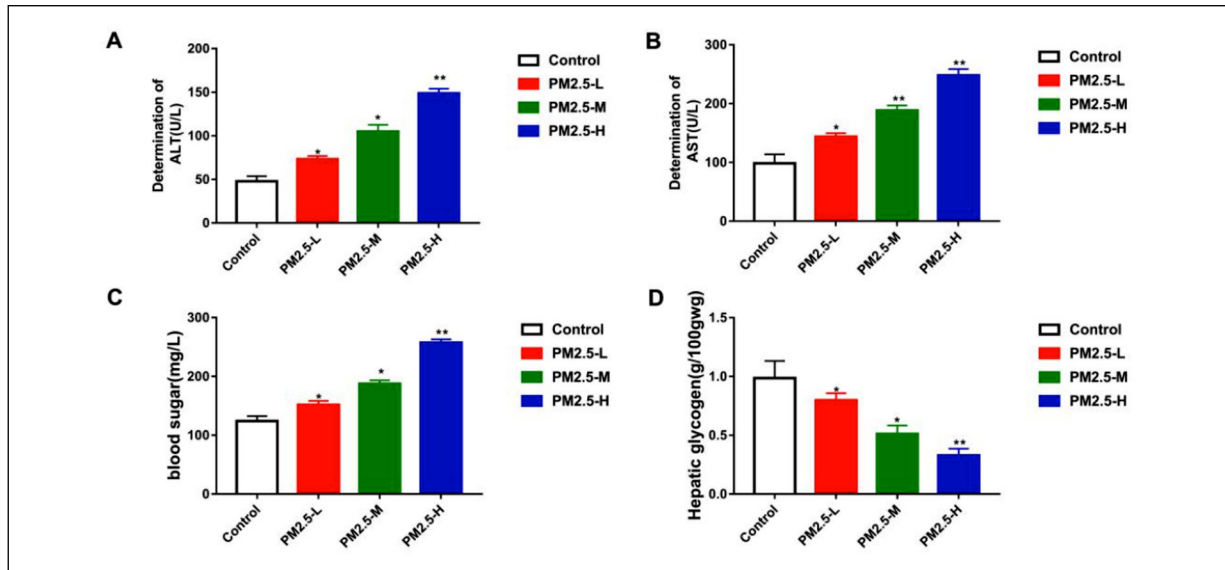 A
Determination of
ALT(U/L)
200
150
100
50
0
*
*
**
Control
PM2.5-L
PM2.5-M
PM2.5-H
Control
PM2.5-L
PM2.5-M
PM2.5-H
B
Determination of
AST(U/L)
300
200
100
0
*
**
**
Control
PM2.5-L
PM2.5-M
PM2.5-H
Control
PM2.5-L
PM2.5-M
PM2.5-H
C
blood sugar(mg/L)
300
200
100
0
*
*
**
Control
PM2.5-L
PM2.5-M
PM2.5-H
Control
PM2.5-L
PM2.5-M
PM2.5-H
D
Hepatic glycogen(g/100gwg)
1.5
1.0
0.5
0.0
*
*
**
Control
PM2.5-L
PM2.5-M
PM2.5-H
Control
PM2.5-L
PM2.5-M
PM2.5-H